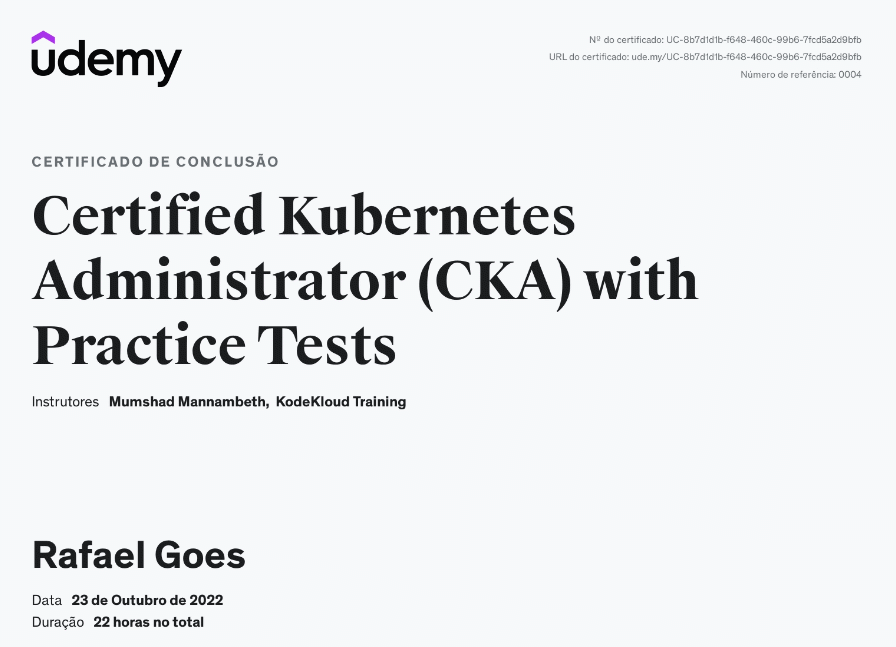 udemy
Nº do certificado: UC-8b7d1d1b-f648-460c-99b6-7fcd5a2d9bfb
URL do certificado: ude.my/UC-8b7d1d1b-f648-460c-99b6-7fcd5a2d9bfb
Número de referência: 0004
CERTIFICADO DE CONCLUSÃO
Certified Kubernetes
Administrator (CKA) with
Practice Tests
Instrutores Mumshad Mannambeth, KodeKloud Training
Rafael Goes
Data 23 de Outubro de 2022
Duração 22 horas no total